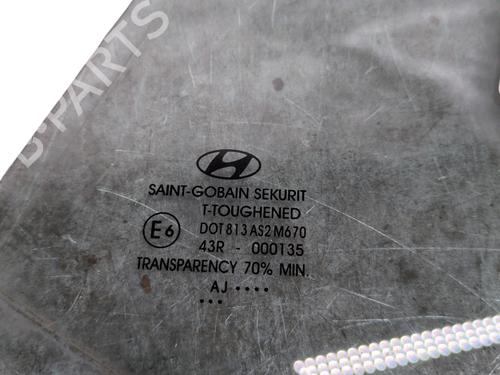 B-PARTS
SAINT-GOBAIN SEKURIT
T-TOUGHENED
E6 DOT 813 AS2 M670
43R - 000135
TRANSPARENCY 70% MIN.
AJ ••••
•••